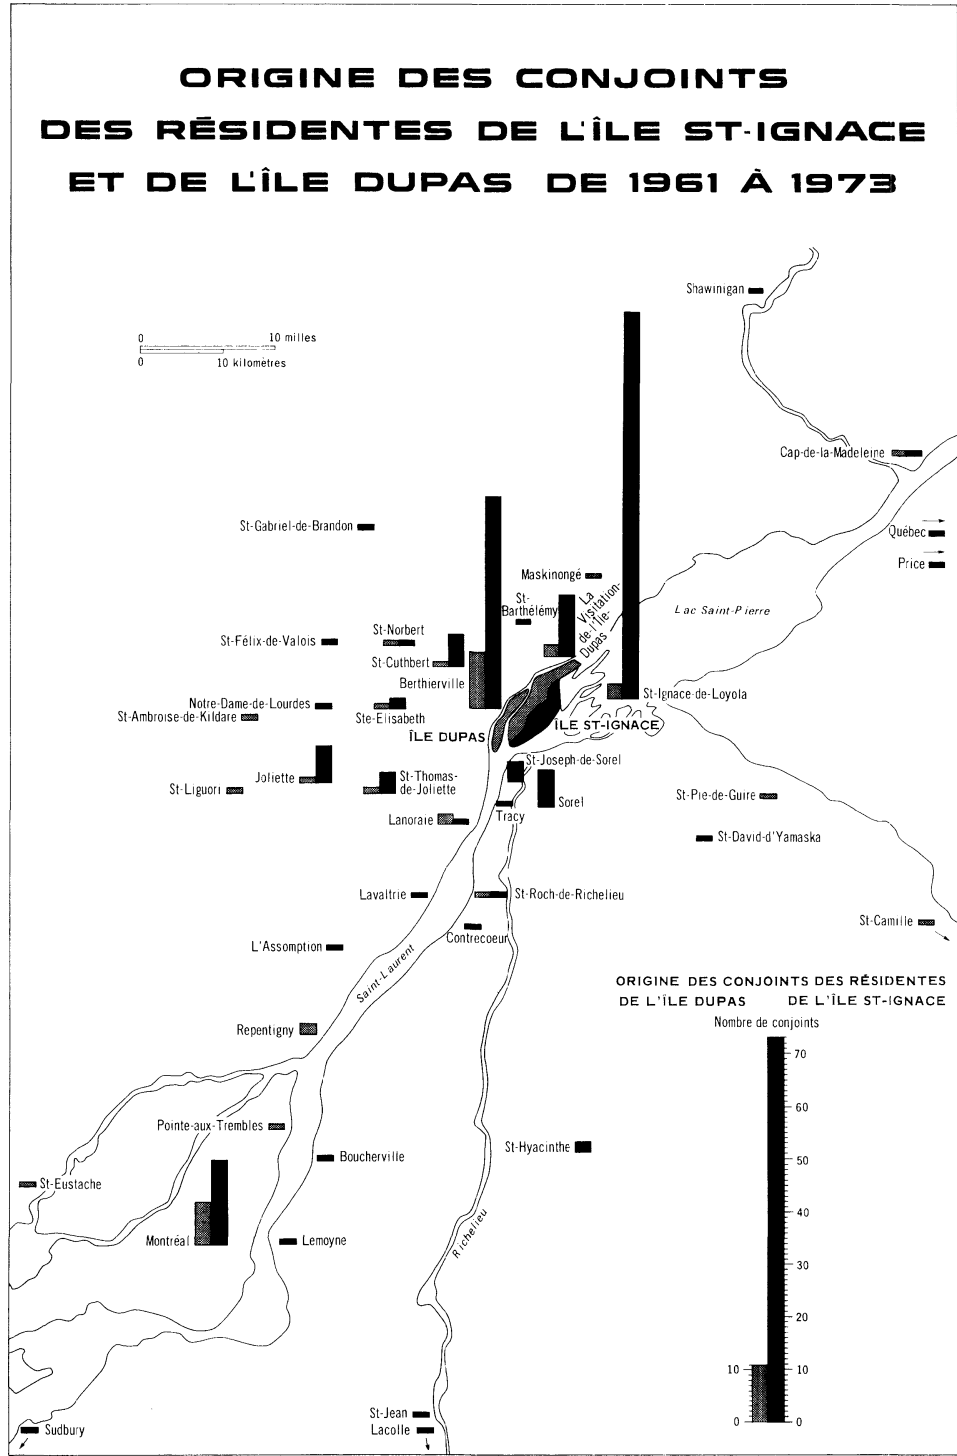 ORIGINE DES CONJOINTS
DES RÉSIDENTES DE L'ÎLE ST-IGNACE
ET DE L'ÎLE DUPAS DE 1961 À 1973
Shawinigan
0 10 milles
0 10 kilomètres
Cap-de-la-Madeleine
St-Gabriel-de-Brandon
Québec
Price
Maskinongé
St-
Barthélémy
La
Visitation-
de-l'Ile-
Dupas
Lac Saint-Pierre
St-Norbert
St-Félix-de-Valois
St-Cuthbert
Berthierville
St-Ignace-de-Loyola
Notre-Dame-de-Lourdes
St-Ambroise-de-Kildare
Ste-Elisabeth
ÎLE DUPAS
ÎLE ST-IGNACE
St-Joseph-de-Sorel
Joliette
St-Thomas-
de-Joliette
St-Liguori
Sorel
St-Pie-de-Guire
Tracy
Lanoraie
St-David-d'Yamaska
Lavaltrie
St-Roch-de-Richelieu
St-Camille
Contrecoeur
L'Assomption
Saint-Laurent
ORIGINE DES CONJOINTS DES RÉSIDENTES
DE L'ÎLE DUPAS DE L'ÎLE ST-IGNACE
Nombre de conjoints
Repentigny
70
60
Pointe-aux-Trembles
St-Hyacinthe
Boucherville
50
St-Eustache
40
Richelieu
Montréal
Lemoyne
30
20
10 10
St-Jean
0 0
Sudbury
Lacolle